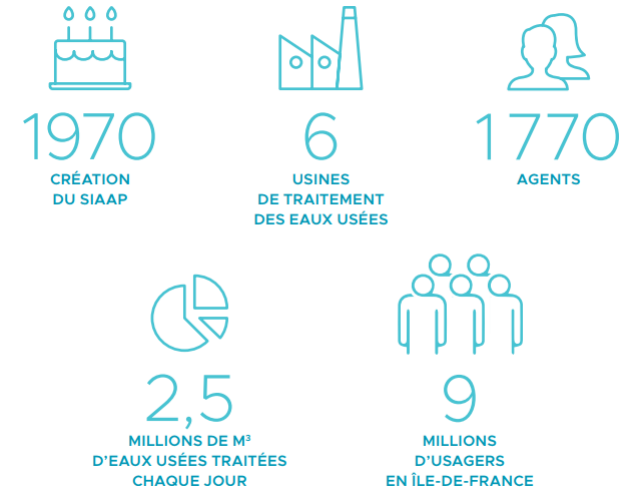 1970
CRÉATION
DU SIAAP
6
USINES
DE TRAITEMENT
DES EAUX USÉES
1770
AGENTS
2,5
MILLIONS DE M³
D'EAUX USÉES TRAITÉES
CHAQUE JOUR
9
MILLIONS
D'USAGERS
EN ÎLE-DE-FRANCE